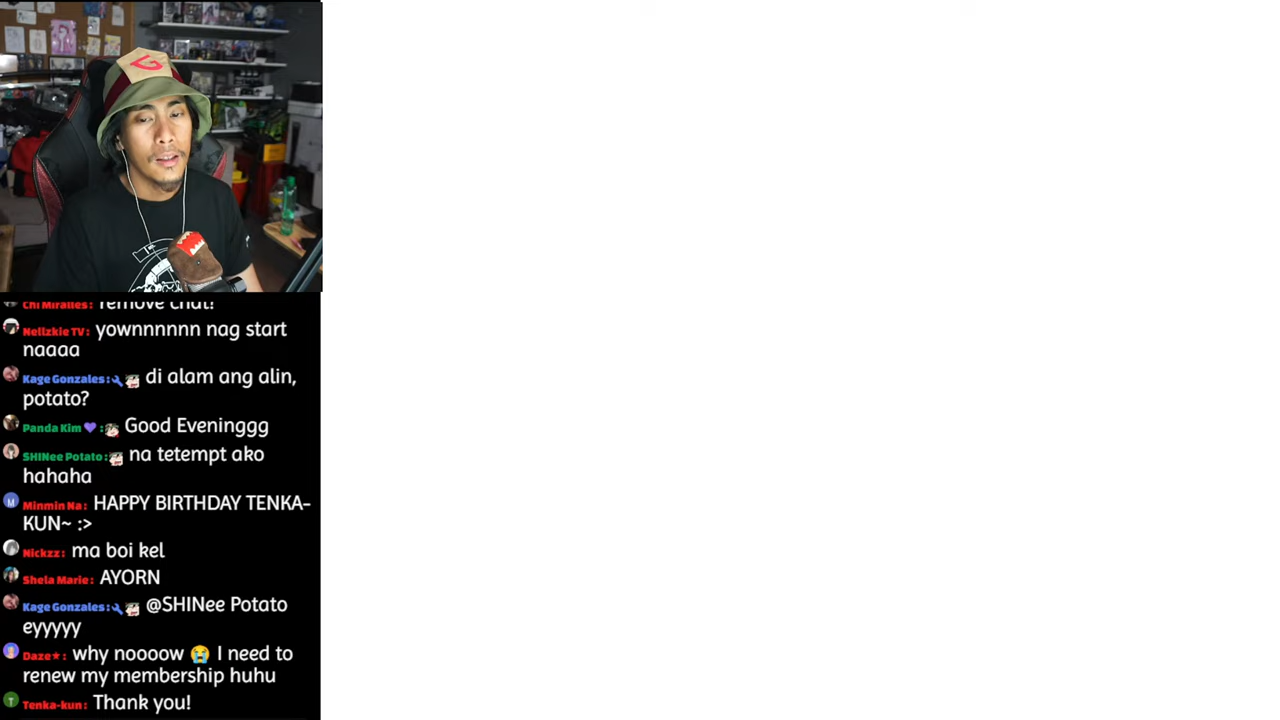 G
Chi Miralles: remove chat!
Nellzkie TV: yownnnnnn nag start
naaaa
Kage Gonzales: di alam ang alin,
potato?
Panda Kim 💜: Good Eveninggg
SHINee Potato: na tetempt ako
hahaha
M
Minmin Na: HAPPY BIRTHDAY TENKA-
KUN~ :>
Nickzz: ma boi kel
Shela Marie: AYORN
Kage Gonzales: @SHINee Potato
eyyyyy
Daze★: why noooow 😭 I need to
renew my membership huhu
T
Tenka-kun: Thank you!